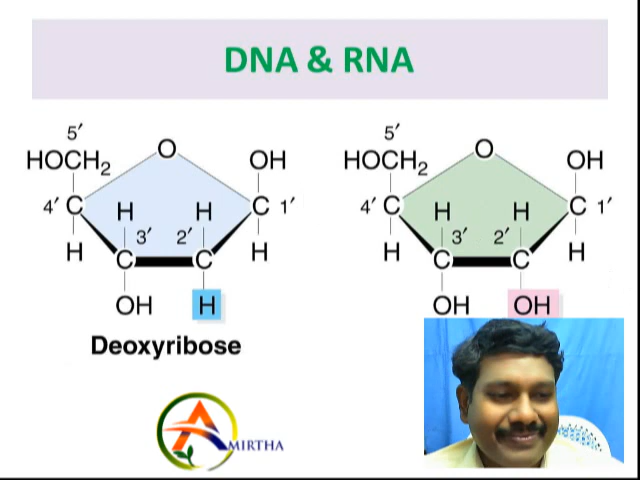 DNA & RNA
5′
HOCH2
O
OH
4′ C
C 1′
H
H
3′ 2′
H
H
C
C
OH
H
Deoxyribose
5′
HOCH2
O
OH
4′ C
C 1′
H
H
3′ 2′
H
H
C
C
OH
OH
AMIRTHA